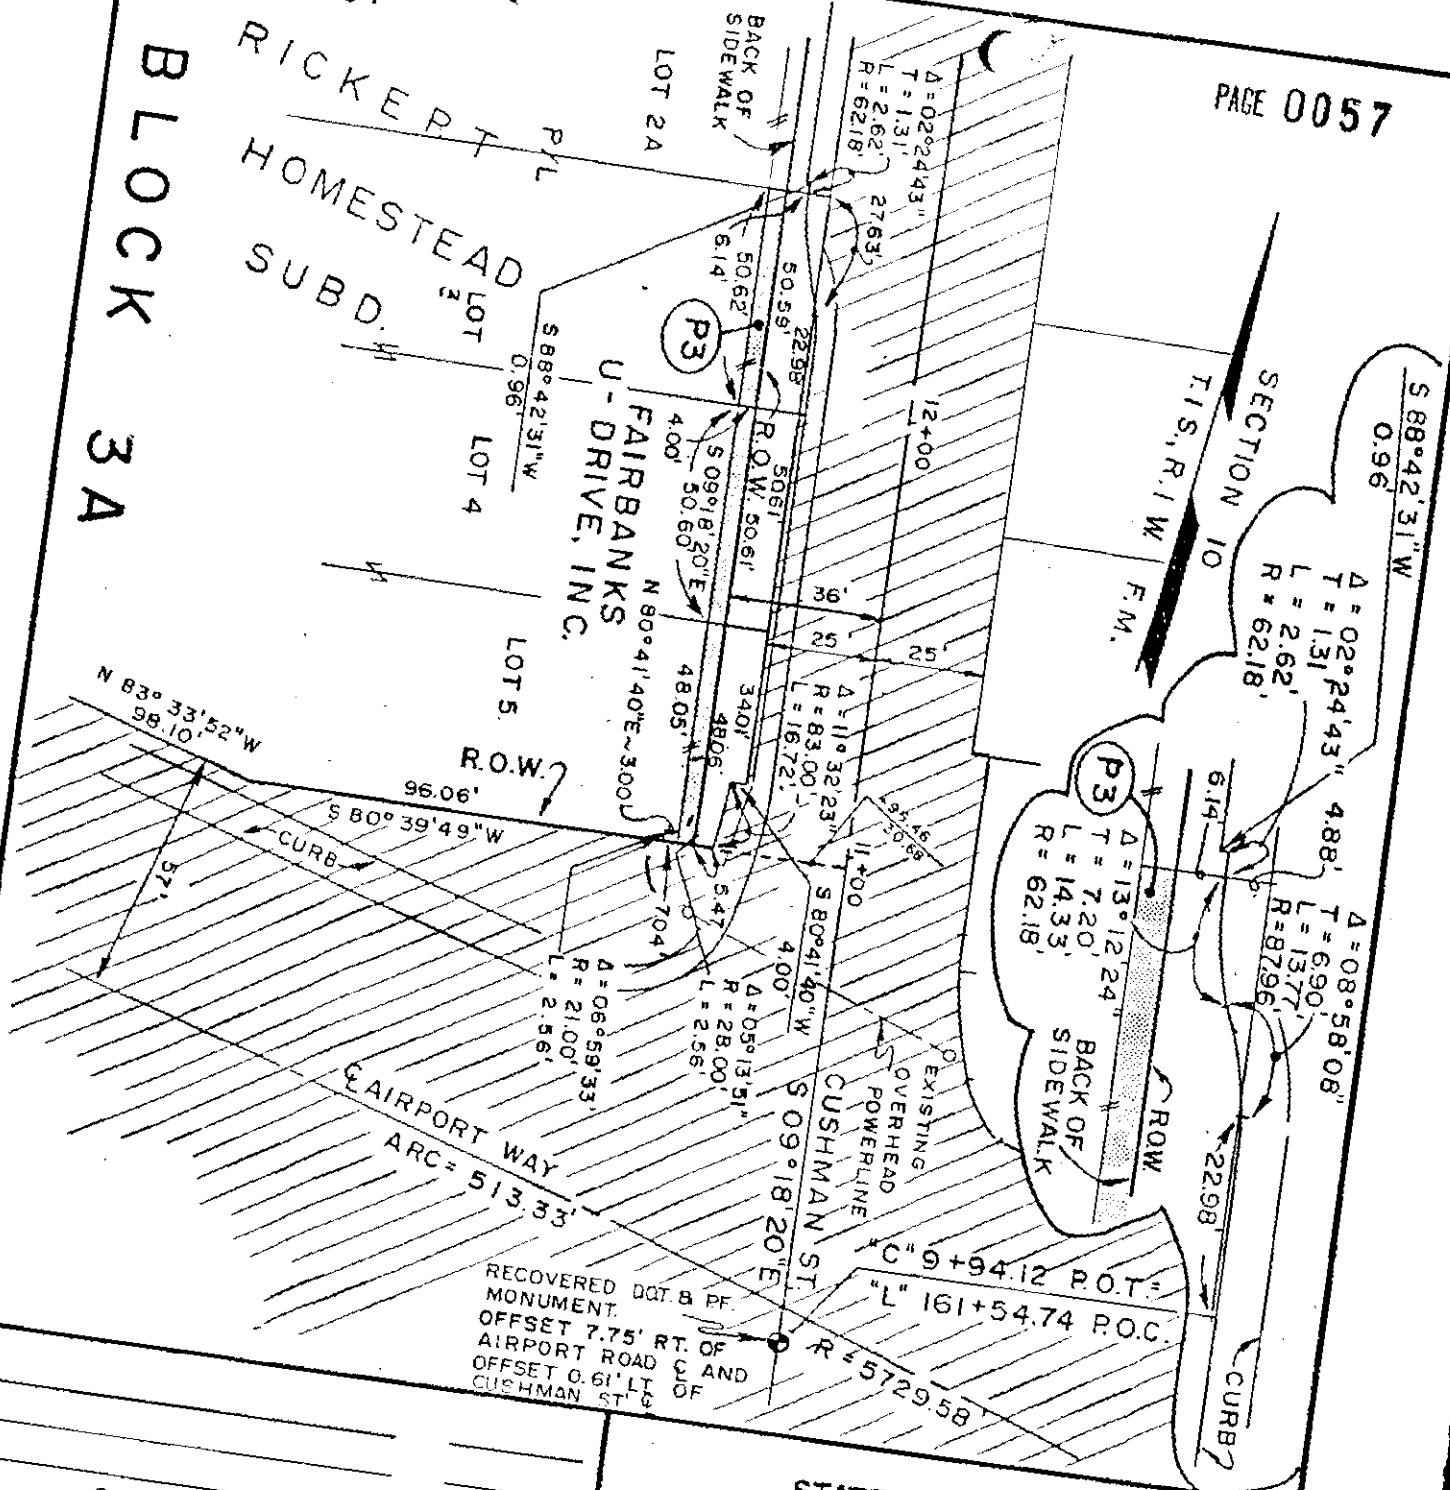 PAGE 0057
BLOCK 3A
RICKERT
HOMESTEAD
SUBD.
P/L
LOT 2A
LOT
3
LOT 4
LOT 5
BACK OF
SIDEWALK
Δ=02°24'43"
T = 1.31'
L = 2.62'
R = 62.18'
27.63'
50.62'
6.14'
50.59'
22.98'
P3
R.O.W.
50.61'
50.61'
12+00
S 88°42'31"W
0.96'
FAIRBANKS
U-DRIVE, INC.
4.00'
S 09°18'20"E
50.60'
N 80°41'40"E~3.00'
36'
25'
25'
48.05'
48.06'
34.01'
Δ = 11°32'23"
R = 83.00'
L = 16.72'
+95.46
30.68
11+00
N 83°33'52"W
98.10'
R.O.W.
96.06'
S 80°39'49"W
CURB
57'
7.04'
5.47
S 80°41'40"W
4.00'
Δ=05°13'51"
R = 28.00'
L = 2.56'
Δ=06°59'33"
R = 21.00'
L = 2.56'
EXISTING
OVERHEAD
POWERLINE
CUSHMAN ST.
S 09°18'20"E
℄ AIRPORT WAY
ARC = 513.33'
R = 5729.58'
"C" 9+94.12 P.O.T.=
"L" 161+54.74 P.O.C.
RECOVERED DOT. & PF.
MONUMENT.
OFFSET 7.75' RT. OF
AIRPORT ROAD ℄ AND
OFFSET 0.61' LT. OF
CUSHMAN ST. ℄
SECTION 10
T.1S., R.1W. F.M.
S 88°42'31"W
0.96'
Δ = 02°24'43"
T = 1.31'
L = 2.62'
R = 62.18'
4.88'
6.14'
P3
Δ = 13°12'24"
T = 7.20'
L = 14.33'
R = 62.18'
Δ=08°58'08"
T = 6.90'
L = 13.77'
R=87.96'
BACK OF
SIDEWALK
ROW
22.98'
CURB